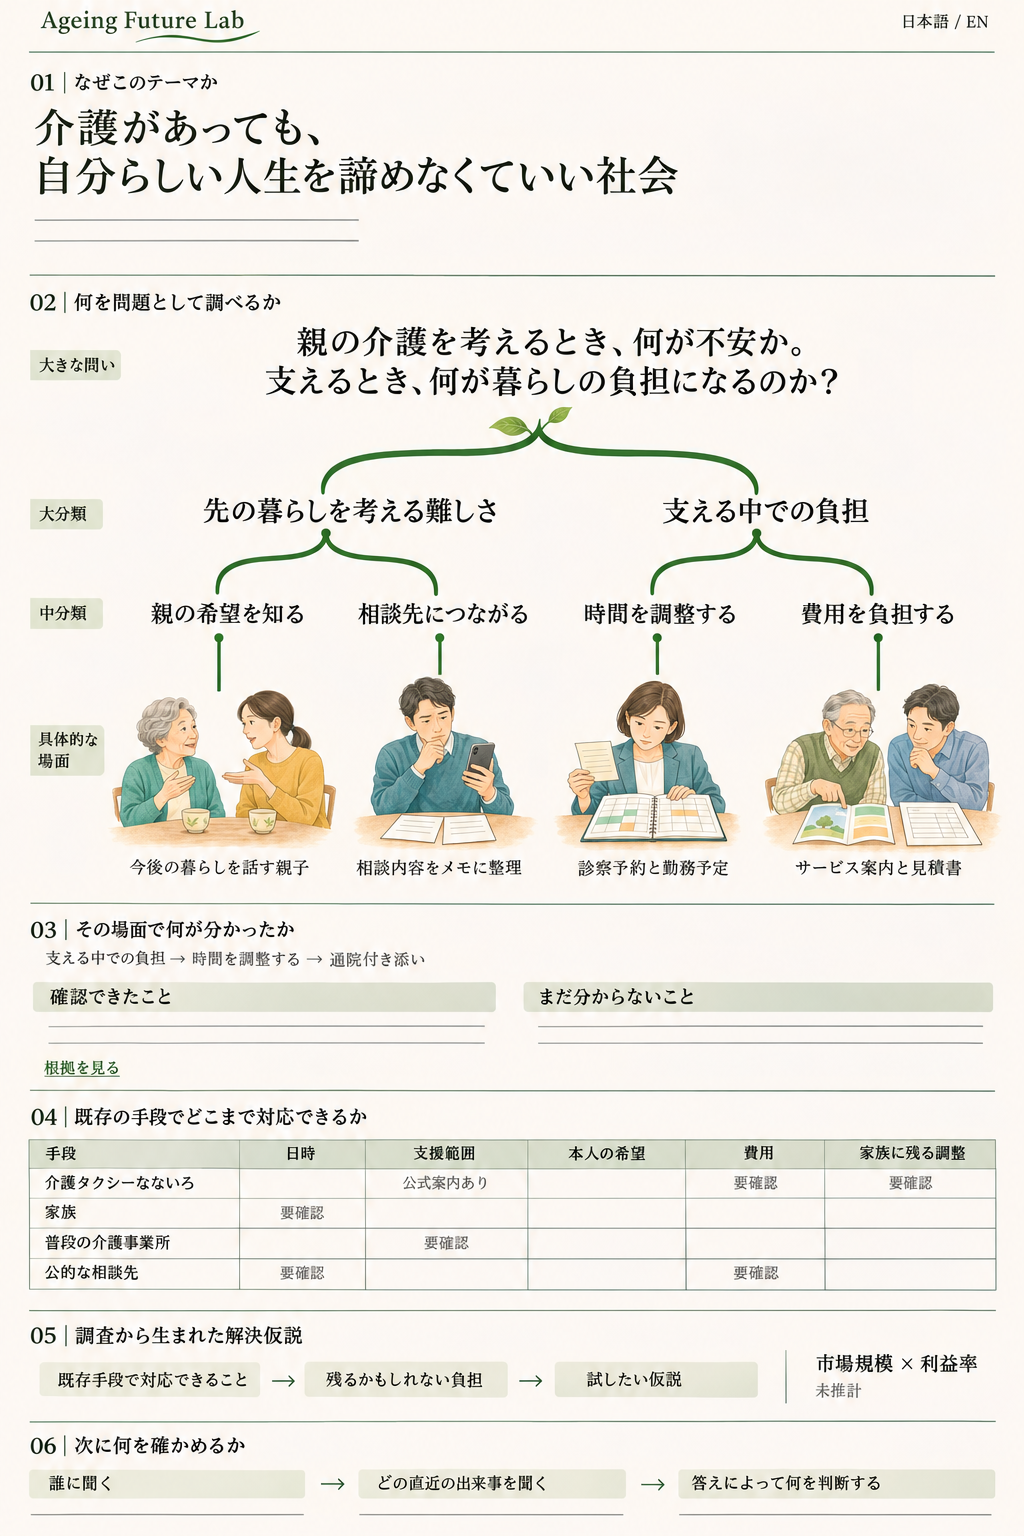 Ageing Future Lab
日本語 / EN
01 | なぜこのテーマか
介護があっても、
自分らしい人生を諦めなくていい社会
02 | 何を問題として調べるか
大きな問い
親の介護を考えるとき、何が不安か。
支えるとき、何が暮らしの負担になるのか?
大分類
先の暮らしを考える難しさ
支える中での負担
中分類
親の希望を知る
相談先につながる
時間を調整する
費用を負担する
具体的な
場面
今後の暮らしを話す親子
相談内容をメモに整理
診察予約と勤務予定
サービス案内と見積書
03 | その場面で何が分かったか
支える中での負担 → 時間を調整する → 通院付き添い
確認できたこと
まだ分からないこと
根拠を見る
04 | 既存の手段でどこまで対応できるか
手段 日時 支援範囲 本人の希望 費用 家族に残る調整
介護タクシーなないろ 公式案内あり 要確認 要確認
家族 要確認
普段の介護事業所 要確認
公的な相談先 要確認 要確認
05 | 調査から生まれた解決仮説
既存手段で対応できること → 残るかもしれない負担 → 試したい仮説
市場規模 × 利益率
未推計
06 | 次に何を確かめるか
誰に聞く → どの直近の出来事を聞く → 答えによって何を判断する